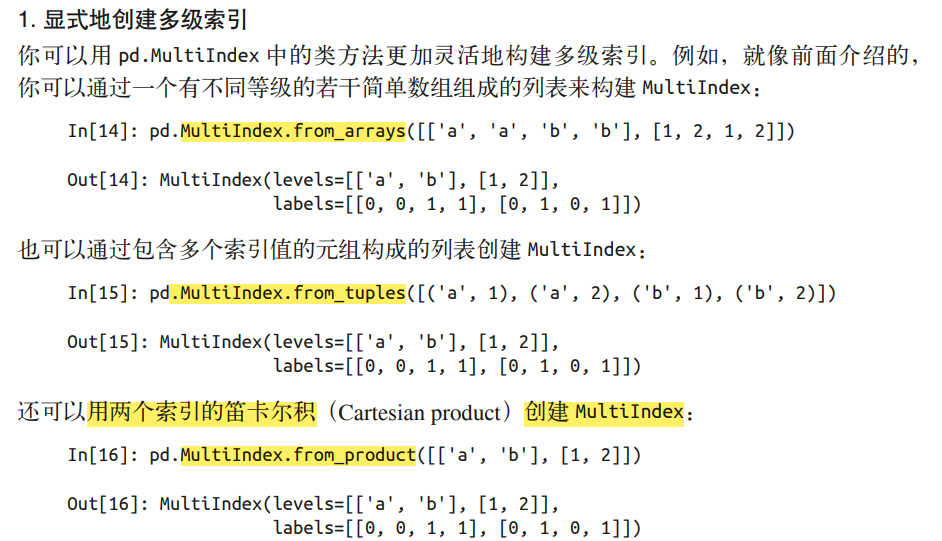 1. 显式地创建多级索引
你可以用 pd.MultiIndex 中的类方法更加灵活地构建多级索引。例如，就像前面介绍的，
你可以通过一个有不同等级的若干简单数组组成的列表来构建 MultiIndex：
In[14]: pd.MultiIndex.from_arrays([['a', 'a', 'b', 'b'], [1, 2, 1, 2]])
Out[14]: MultiIndex(levels=[['a', 'b'], [1, 2]],
labels=[[0, 0, 1, 1], [0, 1, 0, 1]])
也可以通过包含多个索引值的元组构成的列表创建 MultiIndex：
In[15]: pd.MultiIndex.from_tuples([('a', 1), ('a', 2), ('b', 1), ('b', 2)])
Out[15]: MultiIndex(levels=[['a', 'b'], [1, 2]],
labels=[[0, 0, 1, 1], [0, 1, 0, 1]])
还可以用两个索引的笛卡尔积（Cartesian product）创建 MultiIndex：
In[16]: pd.MultiIndex.from_product([['a', 'b'], [1, 2]])
Out[16]: MultiIndex(levels=[['a', 'b'], [1, 2]],
labels=[[0, 0, 1, 1], [0, 1, 0, 1]])